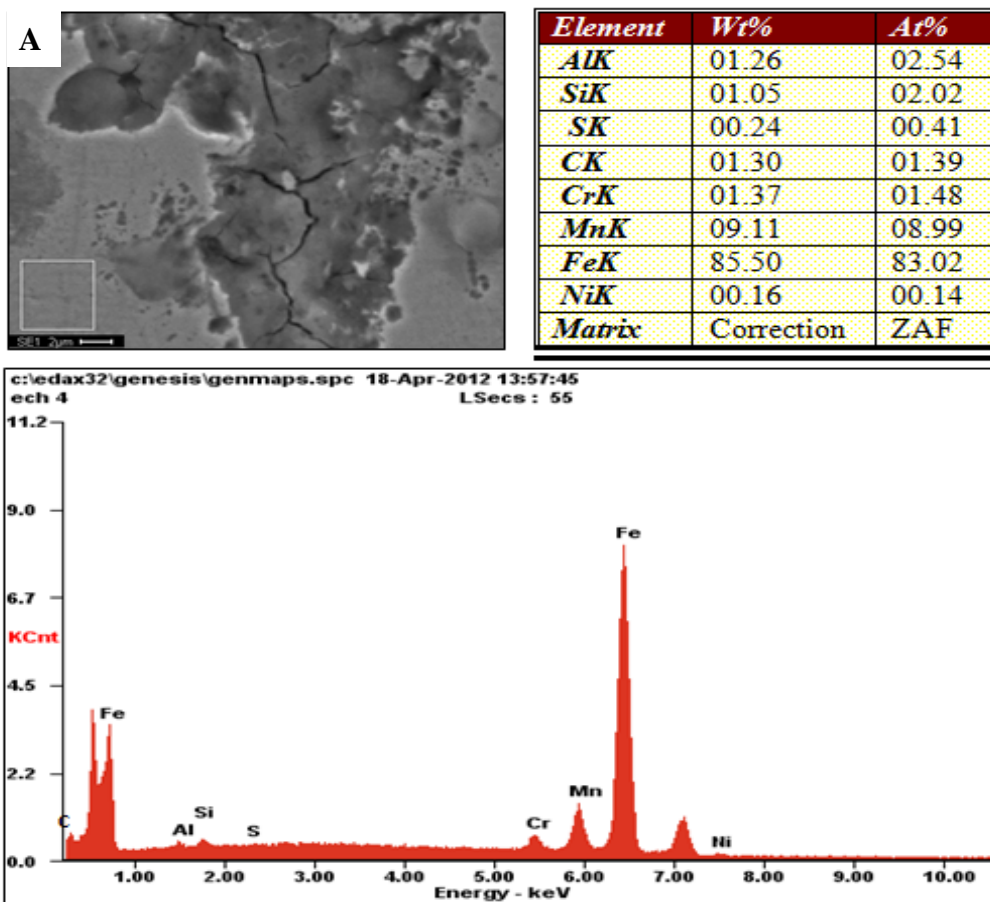 A
SE1 2µm
Element Wt% At%
AlK 01.26 02.54
SiK 01.05 02.02
SK 00.24 00.41
CK 01.30 01.39
CrK 01.37 01.48
MnK 09.11 08.99
FeK 85.50 83.02
NiK 00.16 00.14
Matrix Correction ZAF
c:\edax32\genesis\genmaps.spc 18-Apr-2012 13:57:45
ech 4 LSecs : 55
11.2
9.0
Fe
6.7
KCnt
4.5
Fe
2.2
Mn
C Al Si S Cr Ni
0.0
1.00 2.00 3.00 4.00 5.00 6.00 7.00 8.00 9.00 10.00
Energy - keV